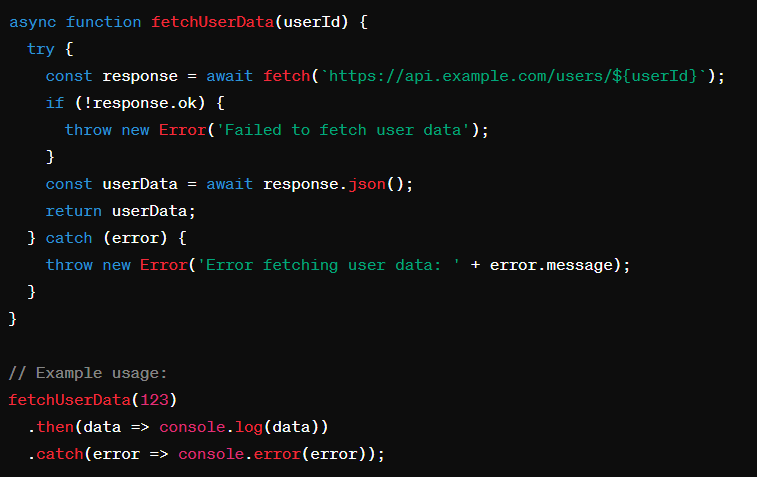 async function fetchUserData(userId) {
  try {
    const response = await fetch(`https://api.example.com/users/${userId}`);
    if (!response.ok) {
      throw new Error('Failed to fetch user data');
    }
    const userData = await response.json();
    return userData;
  } catch (error) {
    throw new Error('Error fetching user data: ' + error.message);
  }
}

// Example usage:
fetchUserData(123)
  .then(data => console.log(data))
  .catch(error => console.error(error));